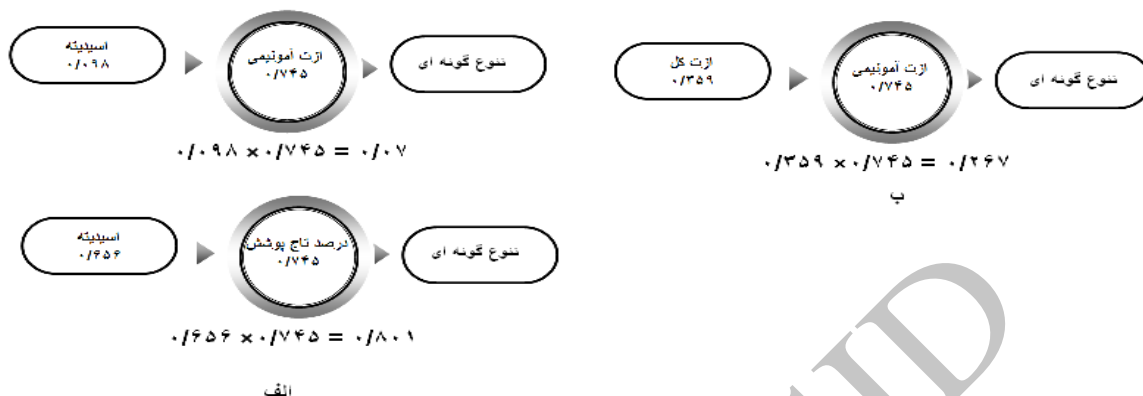 اسیدیته
۰/۰۹۸
ازت آمونیمی
۰/۷۴۵
تنوع گونه ای
۰/۰۹۸ × ۰/۷۴۵ = ۰/۰۷
اسیدیته
۰/۶۵۶
درصد تاج پوشش
۰/۷۴۵
تنوع گونه ای
۰/۶۵۶ × ۰/۷۴۵ = ۰/۸۰۱
الف
ازت کل
۰/۳۵۹
ازت آمونیمی
۰/۷۴۵
تنوع گونه ای
۰/۳۵۹ × ۰/۷۴۵ = ۰/۲۶۷
ب